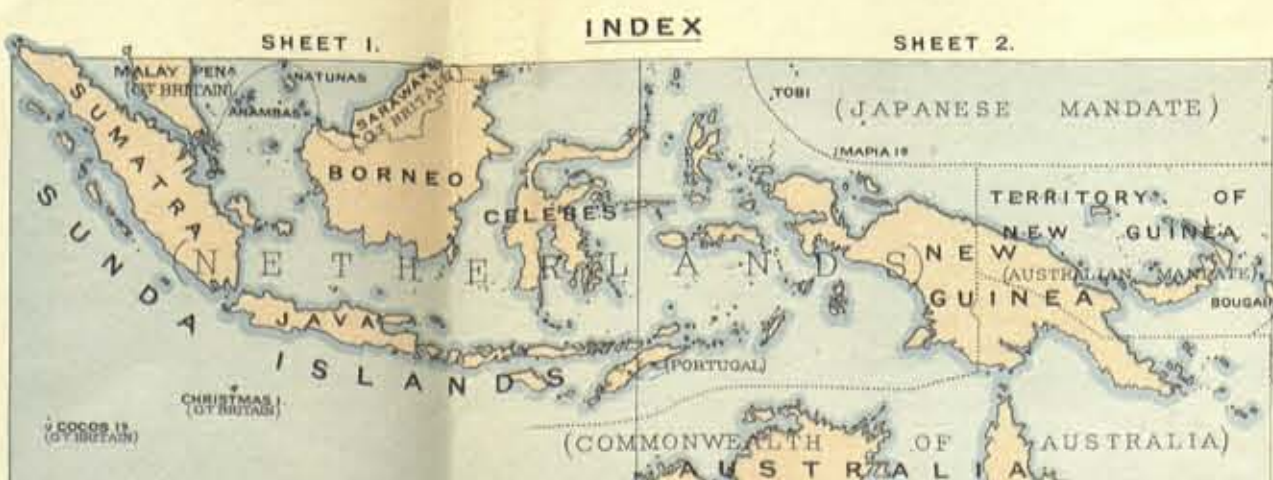 INDEX
SHEET 1.
SHEET 2.
MALAY PENA
(GT BRITAIN)
NATUNAS
ANAMBAS
SARAWAK
(GT BRITAIN)
TOBI
(JAPANESE MANDATE)
MAPIA IS
SUMATRA
BORNEO
CELEBES
TERRITORY OF
NEW GUINEA
(AUSTRALIAN MANDATE)
BOUGAI
(NETHERLANDS)
NEW
GUINEA
JAVA
SUNDA ISLANDS
(PORTUGAL)
CHRISTMAS I.
(GT BRITAIN)
COCOS IS
(GT BRITAIN)
(COMMONWEALTH OF AUSTRALIA)
AUSTRALIA